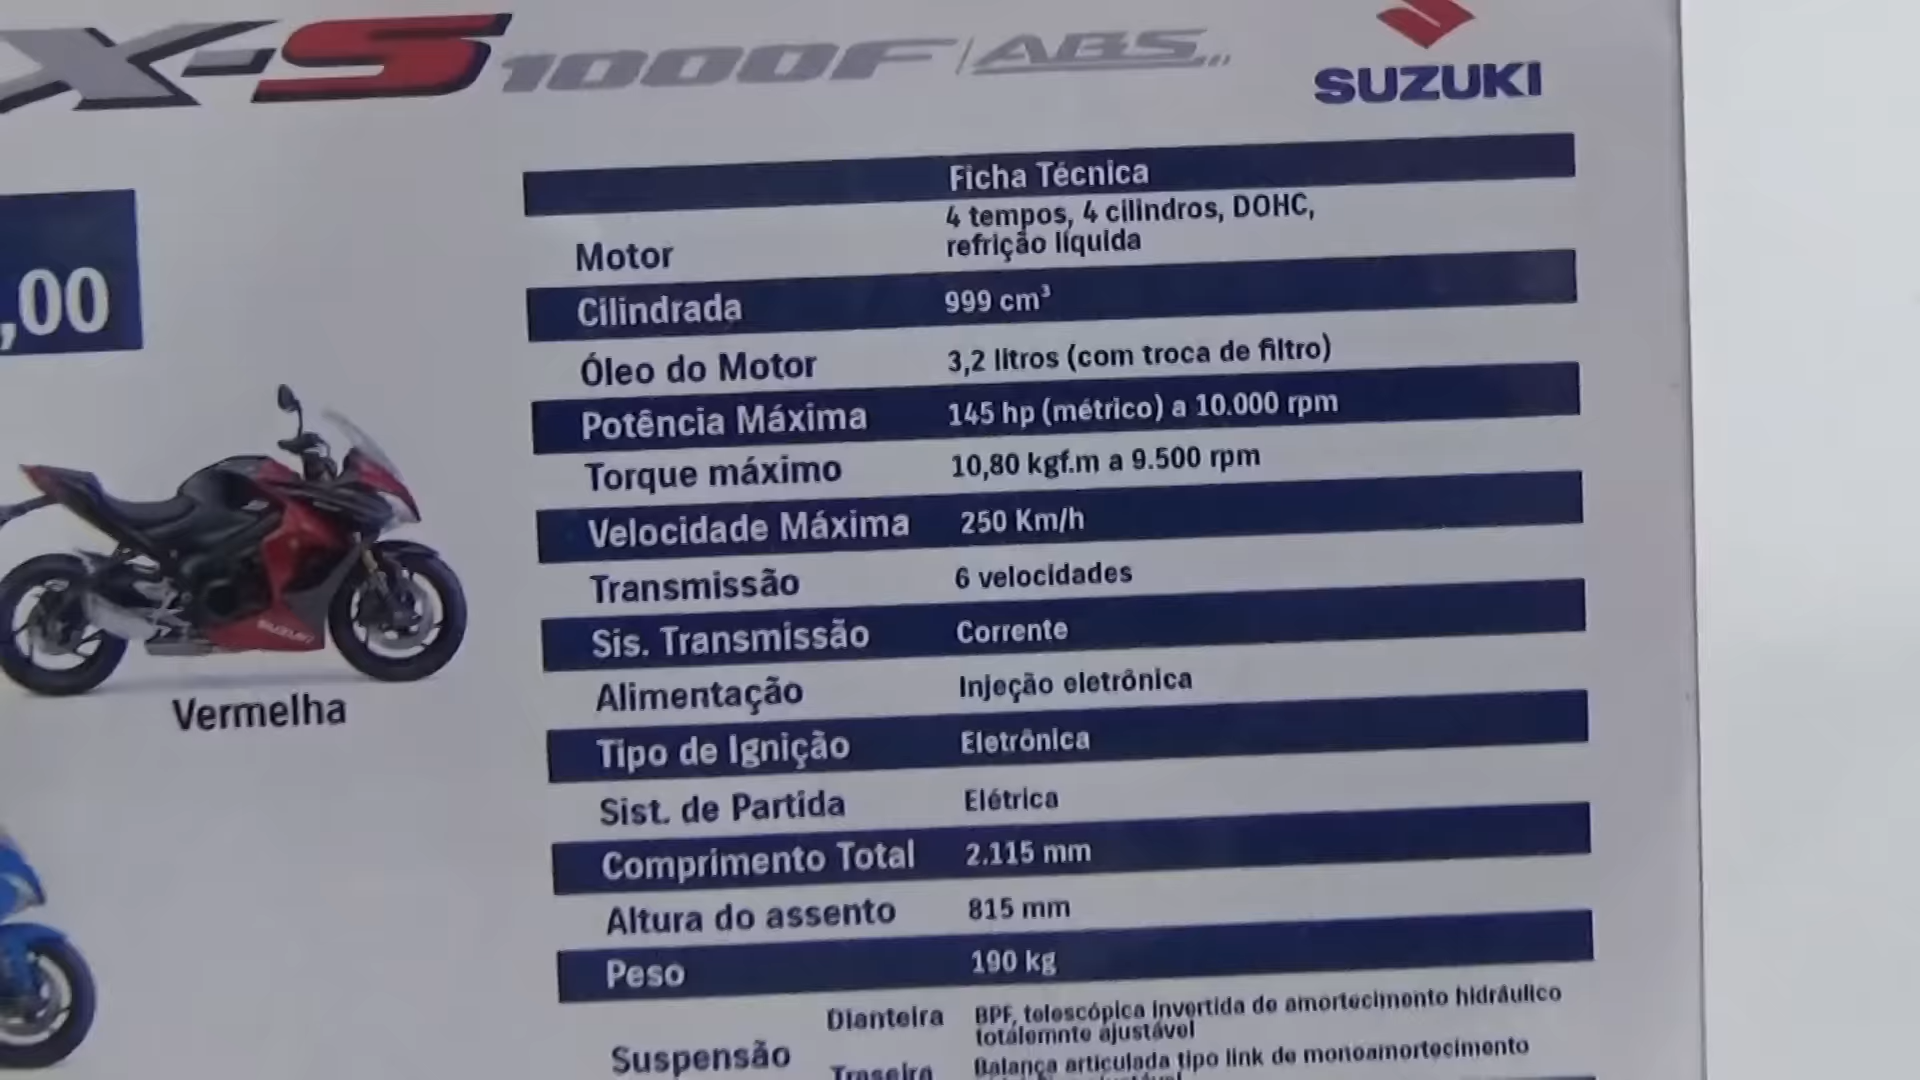 X-S 1000F ABS
SUZUKI
Ficha Técnica
Motor
4 tempos, 4 cilindros, DOHC,
refrição líquida
Cilindrada 999 cm³
Óleo do Motor 3,2 litros (com troca de filtro)
Potência Máxima 145 hp (métrico) a 10.000 rpm
Torque máximo 10,80 kgf.m a 9.500 rpm
Velocidade Máxima 250 Km/h
Transmissão 6 velocidades
Sis. Transmissão Corrente
Alimentação Injeção eletrônica
Tipo de Ignição Eletrônica
Sist. de Partida Elétrica
Comprimento Total 2.115 mm
Altura do assento 815 mm
Peso 190 kg
Suspensão
Dianteira BPF, telescópica invertida de amortecimento hidráulico
totalemnte ajustável
Traseira Balança articulada tipo link de monoamortecimento
,00
SUZUKI
Vermelha